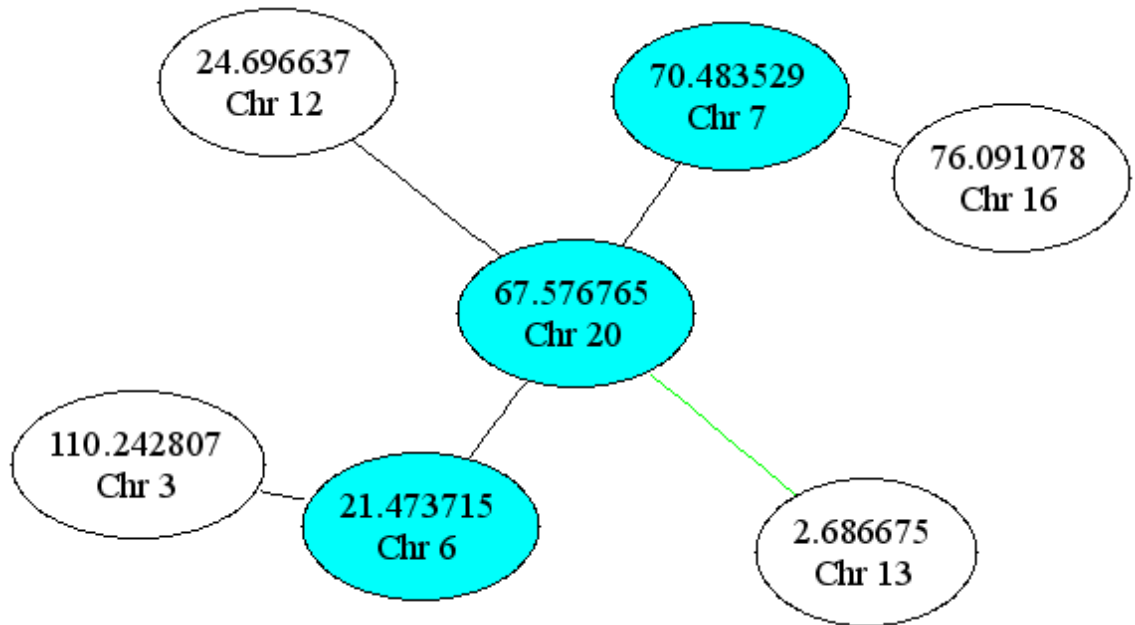 24.696637
Chr 12
70.483529
Chr 7
76.091078
Chr 16
67.576765
Chr 20
110.242807
Chr 3
21.473715
Chr 6
2.686675
Chr 13